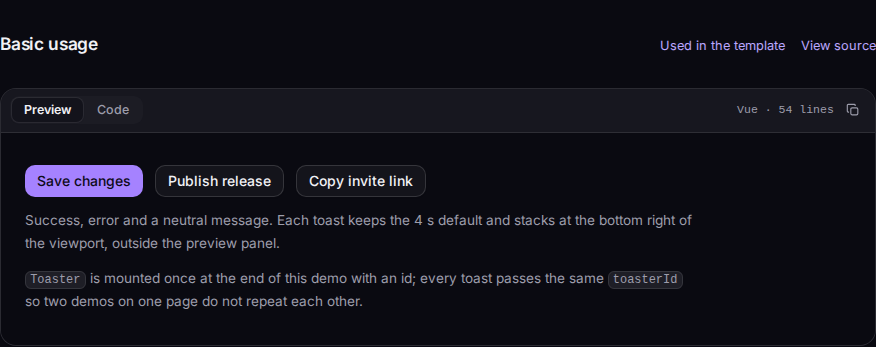 Basic usage
Used in the template View source
Preview Code
Vue · 54 lines
Save changes Publish release Copy invite link
Success, error and a neutral message. Each toast keeps the 4 s default and stacks at the bottom right of
the viewport, outside the preview panel.
Toaster is mounted once at the end of this demo with an id; every toast passes the same toasterId
so two demos on one page do not repeat each other.